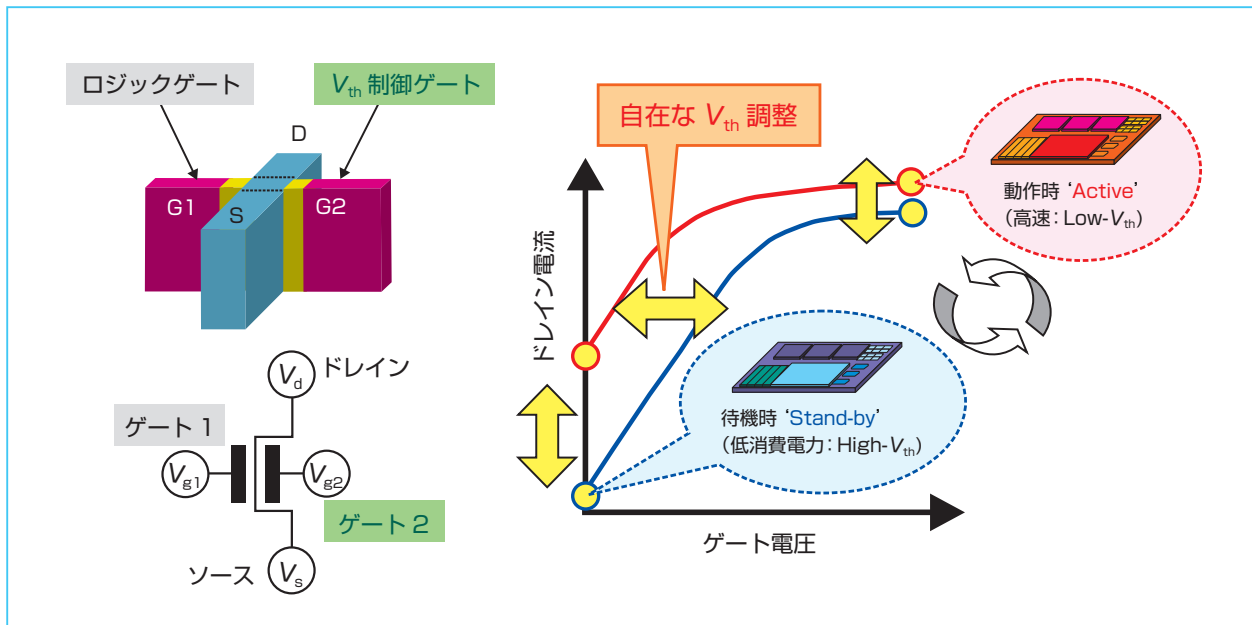 ロジックゲート
Vth 制御ゲート
D
G1
S
G2
Vd
ドレイン
ゲート 1
Vg1
Vg2
ゲート 2
ソース
Vs
自在な Vth 調整
ドレイン電流
ゲート電圧
動作時 ‘Active’
(高速：Low-Vth)
待機時 ‘Stand-by’
(低消費電力：High-Vth)